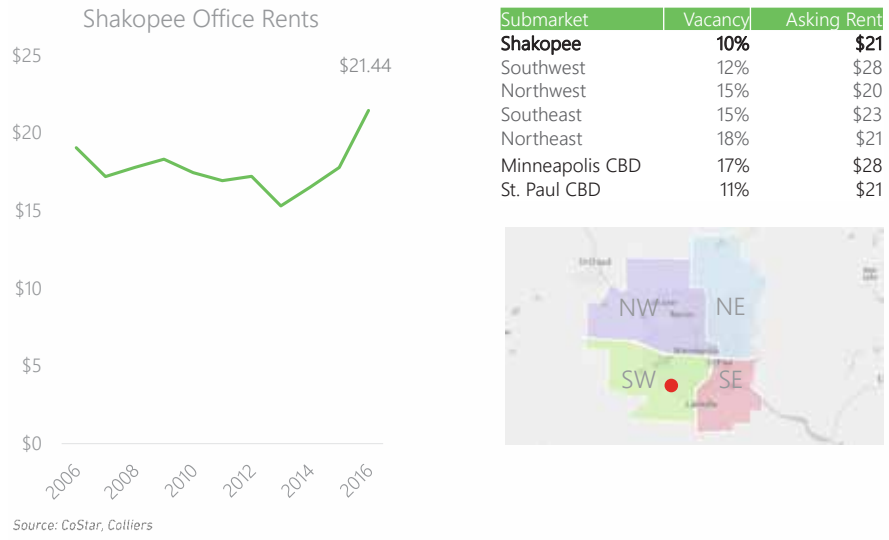 Shakopee Office Rents
$25
$21.44
$20
$15
$10
$5
$0
2006
2008
2010
2012
2014
2016
Source: CoStar, Colliers
Submarket Vacancy Asking Rent
Shakopee 10% $21
Southwest 12% $28
Northwest 15% $20
Southeast 15% $23
Northeast 18% $21
Minneapolis CBD 17% $28
St. Paul CBD 11% $21
NW
NE
SW
SE